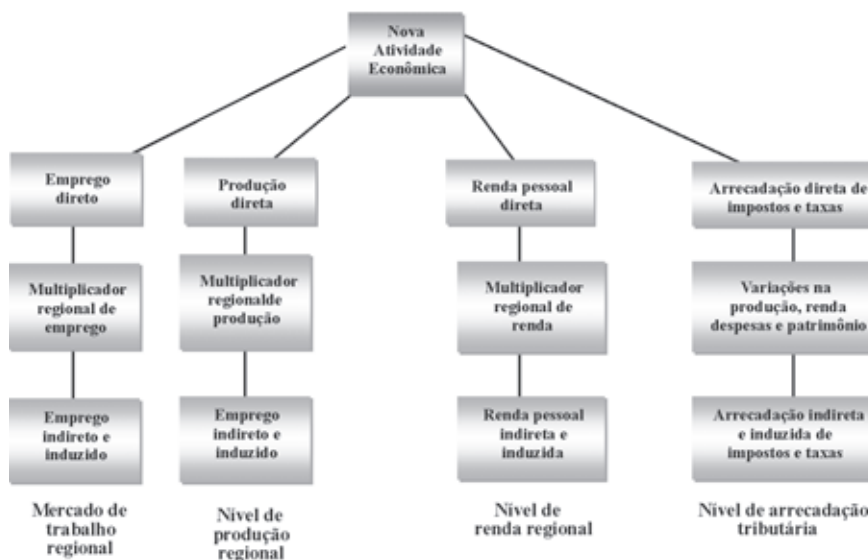 Nova
Atividade
Econômica
Emprego
direto
Produção
direta
Renda pessoal
direta
Arrecadação direta de
impostos e taxas
Multiplicador
regional de
emprego
Multiplicador
regionalde
produção
Multiplicador
regional de
renda
Variações na
produção, renda
despesas e patrimônio
Emprego
indireto e
induzido
Emprego
indireto e
induzido
Renda pessoal
indireta e
induzida
Arrecadação indireta
e induzida de
impostos e taxas
Mercado de
trabalho
regional
Nível de
produção
regional
Nível de
renda regional
Nível de arrecadação
tributária